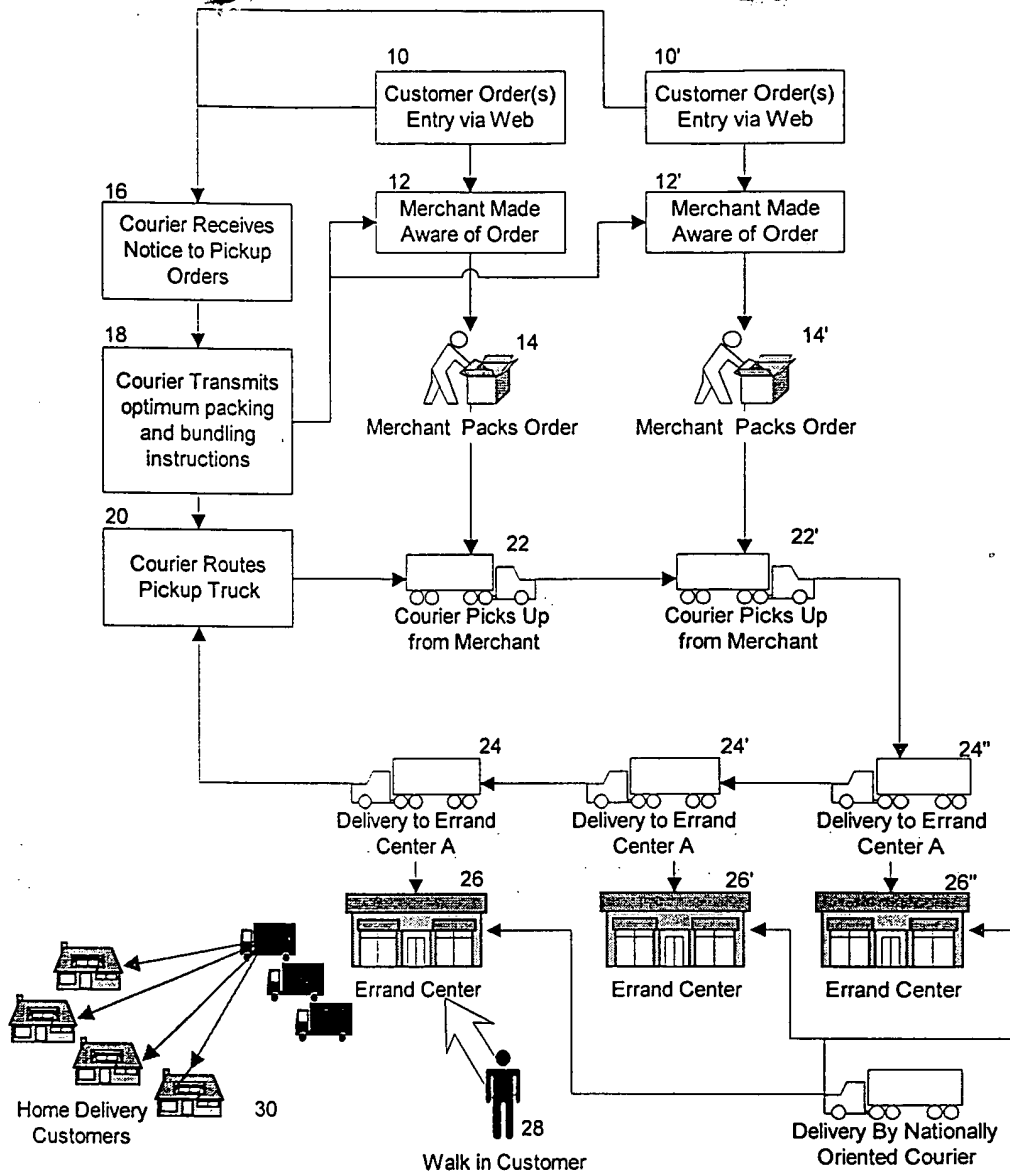 10
Customer Order(s)
Entry via Web
10'
Customer Order(s)
Entry via Web
16
Courier Receives
Notice to Pickup
Orders
12
Merchant Made
Aware of Order
12'
Merchant Made
Aware of Order
18
Courier Transmits
optimum packing
and bundling
instructions
14
Merchant Packs Order
14'
Merchant Packs Order
20
Courier Routes
Pickup Truck
22
Courier Picks Up
from Merchant
22'
Courier Picks Up
from Merchant
24
Delivery to Errand
Center A
24'
Delivery to Errand
Center A
24"
Delivery to Errand
Center A
26
Errand Center
26'
Errand Center
26"
Errand Center
Home Delivery
Customers
30
28
Walk in Customer
Delivery By Nationally
Oriented Courier